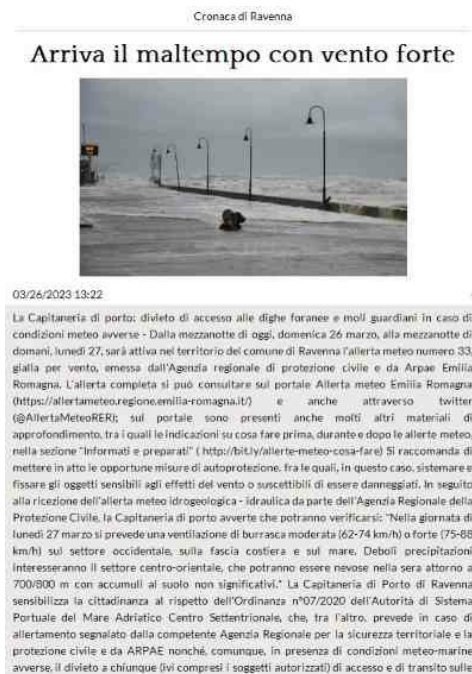 Cronaca di Ravenna
Arriva il maltempo con vento forte
03/26/2023 13:22
La Capitaneria di porto: divieto di accesso alle dighe foranee e moli guardiani in caso di
condizioni meteo avverse - Dalla mezzanotte di oggi, domenica 26 marzo, alla mezzanotte di
domani, lunedì 27, sarà attiva nel territorio del comune di Ravenna l'allerta meteo numero 33,
gialla per vento, emessa dall'Agenzia regionale di protezione civile e da Arpae Emilia
Romagna. L'allerta completa si può consultare sul portale Allerta meteo Emilia Romagna
(https://allertameteo.regione.emilia-romagna.it/) e anche attraverso twitter
(@AllertaMeteoRER); sul portale sono presenti anche molti altri materiali di
approfondimento, tra i quali le indicazioni su cosa fare prima, durante e dopo le allerte meteo,
nella sezione "Informati e preparati" ( http://bit.ly/allerte-meteo-cosa-fare) Si raccomanda di
mettere in atto le opportune misure di autoprotezione, fra le quali, in questo caso, sistemare e
fissare gli oggetti sensibili agli effetti del vento o suscettibili di essere danneggiati. In seguito
alla ricezione dell'allerta meteo idrogeologica - idraulica da parte dell'Agenzia Regionale della
Protezione Civile, la Capitaneria di porto avverte che potranno verificarsi: "Nella giornata di
lunedì 27 marzo si prevede una ventilazione di burrasca moderata (62-74 km/h) o forte (75-88
km/h) sul settore occidentale, sulla fascia costiera e sul mare. Deboli precipitazioni
interesseranno il settore centro-orientale, che potranno essere nevose nella sera attorno a
700/800 m con accumuli al suolo non significativi." La Capitaneria di Porto di Ravenna
sensibilizza la cittadinanza al rispetto dell'Ordinanza n°07/2020 dell'Autorità di Sistema
Portuale del Mare Adriatico Centro Settentrionale, che, tra l'altro, prevede in caso di
allertamento segnalato dalla competente Agenzia Regionale per la sicurezza territoriale e la
protezione civile e da ARPAE nonché, comunque, in presenza di condizioni meteo-marine
avverse, il divieto a chiunque (ivi compresi i soggetti autorizzati) di accesso e di transito sulle